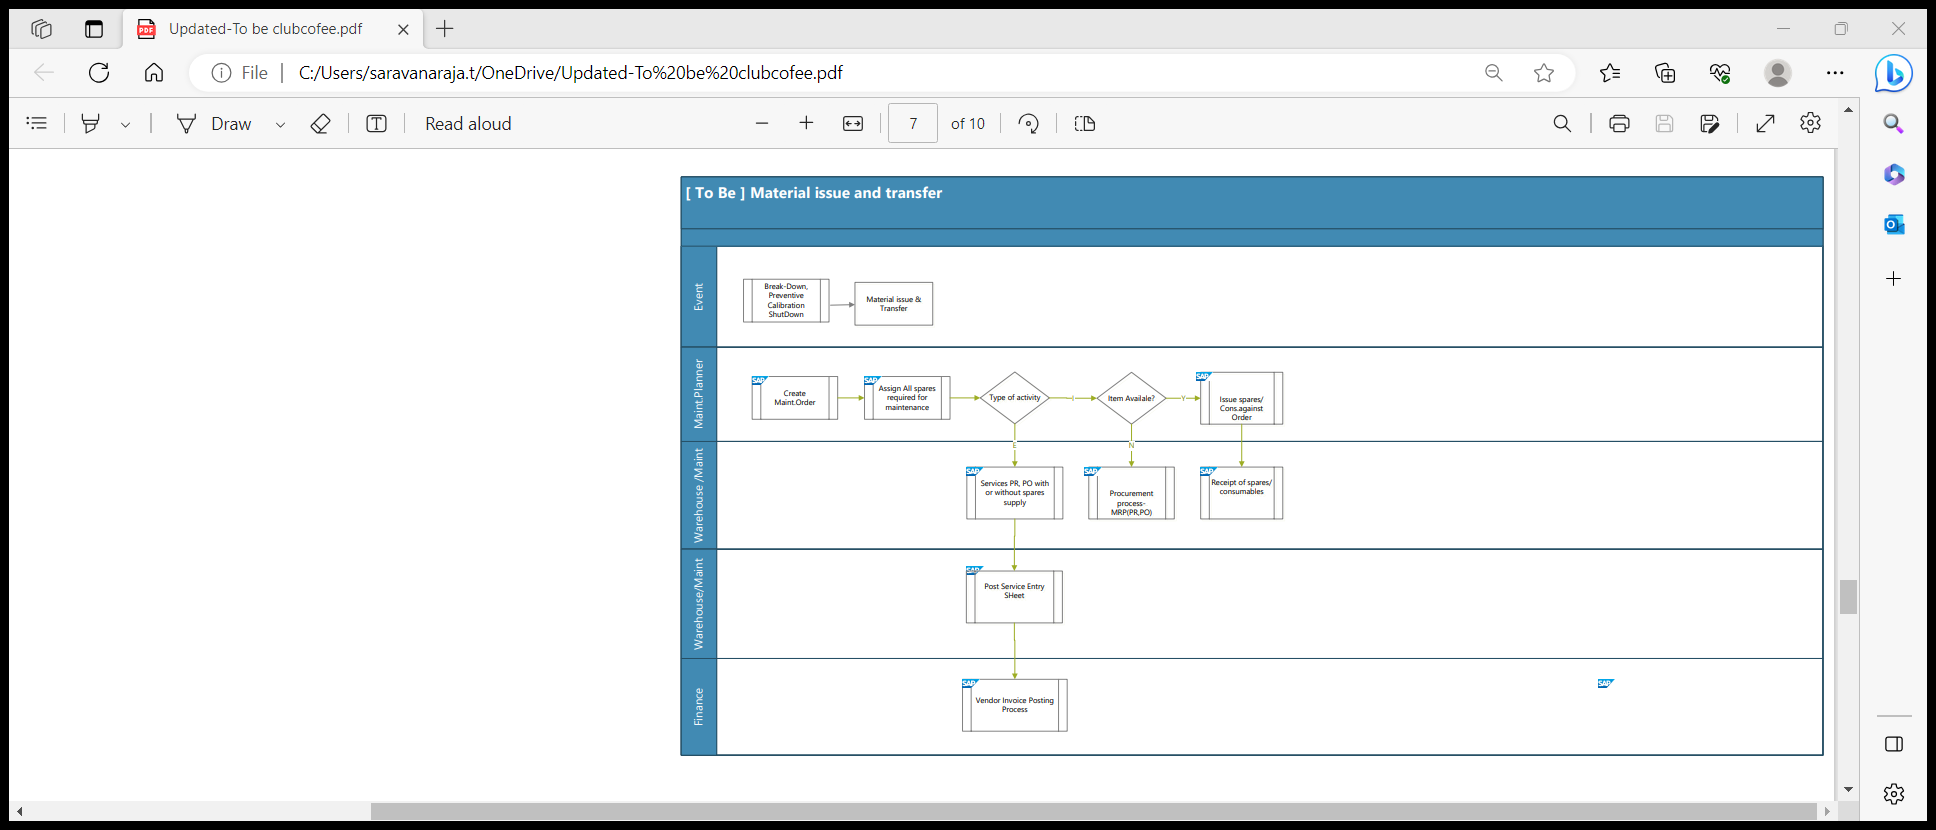 Updated-To be clubcofee.pdf
File
C:/Users/saravanaraja.t/OneDrive/Updated-To%20be%20clubcofee.pdf
Draw
Read aloud
7
of 10
[ To Be ] Material issue and transfer
Event
Break-Down,
Preventive
Calibration
ShutDown
Material issue &
Transfer
Maint.Planner
SAP
Create
Maint.Order
SAP
Assign All spares
required for
maintenance
Type of activity
I
Item Availale?
Y
SAP
Issue spares/
Cons.against
Order
E
N
Warehouse /Maint
SAP
Services PR, PO with
or without spares
supply
SAP
Procurement
process-
MRP(PR,PO)
SAP
Receipt of spares/
consumables
Warehouse/Maint
SAP
Post Service Entry
SHeet
Finance
SAP
Vendor Invoice Posting
Process
SAP